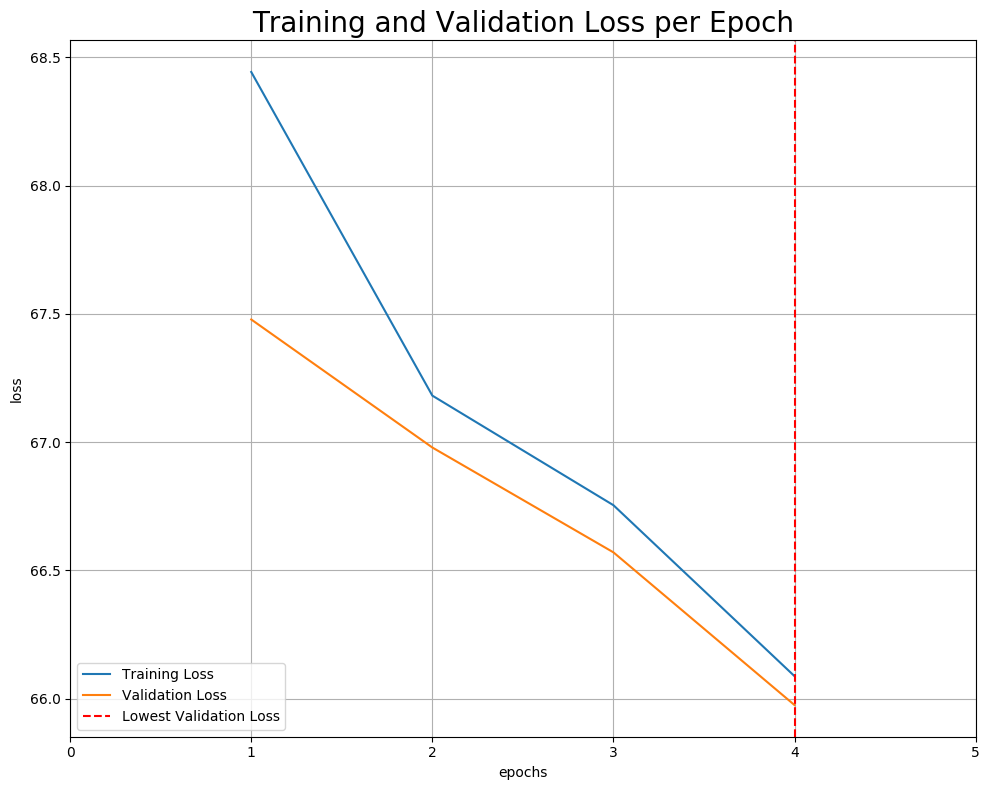 Training and Validation Loss per Epoch
68.5
68.0
67.5
67.0
66.5
66.0
loss
Training Loss
Validation Loss
Lowest Validation Loss
0 1 2 3 4 5
epochs